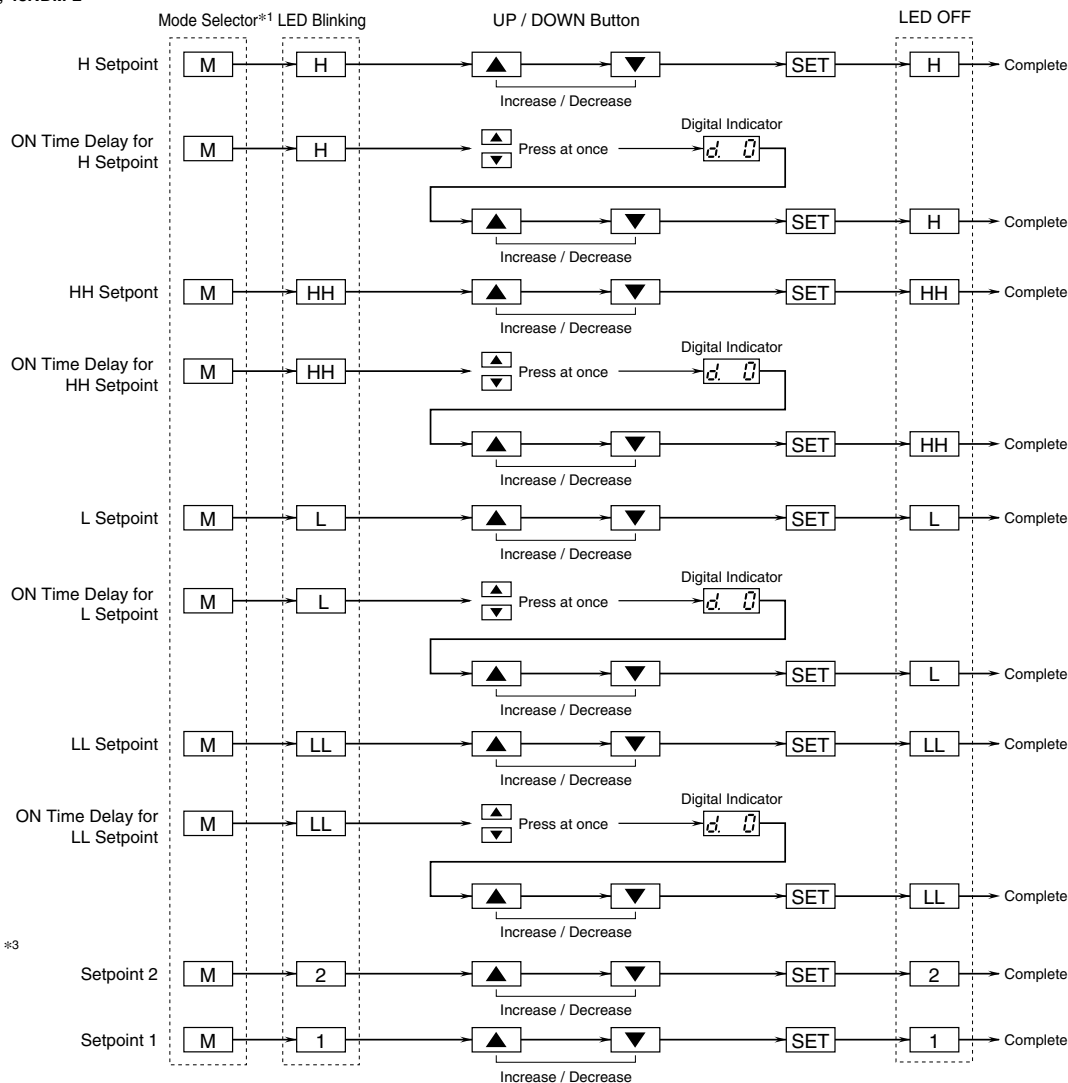 Mode Selector*1 LED Blinking UP / DOWN Button LED OFF
H Setpoint M H ▲ ▼ SET H Complete
Increase / Decrease
ON Time Delay for
H Setpoint M H ▲ ▼ Press at once Digital Indicator d. 0
▲ ▼ SET H Complete
Increase / Decrease
HH Setpont M HH ▲ ▼ SET HH Complete
Increase / Decrease
ON Time Delay for
HH Setpoint M HH ▲ ▼ Press at once Digital Indicator d. 0
▲ ▼ SET HH Complete
Increase / Decrease
L Setpoint M L ▲ ▼ SET L Complete
Increase / Decrease
ON Time Delay for
L Setpoint M L ▲ ▼ Press at once Digital Indicator d. 0
▲ ▼ SET L Complete
Increase / Decrease
LL Setpoint M LL ▲ ▼ SET LL Complete
Increase / Decrease
ON Time Delay for
LL Setpoint M LL ▲ ▼ Press at once Digital Indicator d. 0
▲ ▼ SET LL Complete
Increase / Decrease
*3
Setpoint 2 M 2 ▲ ▼ SET 2 Complete
Increase / Decrease
Setpoint 1 M 1 ▲ ▼ SET 1 Complete
Increase / Decrease